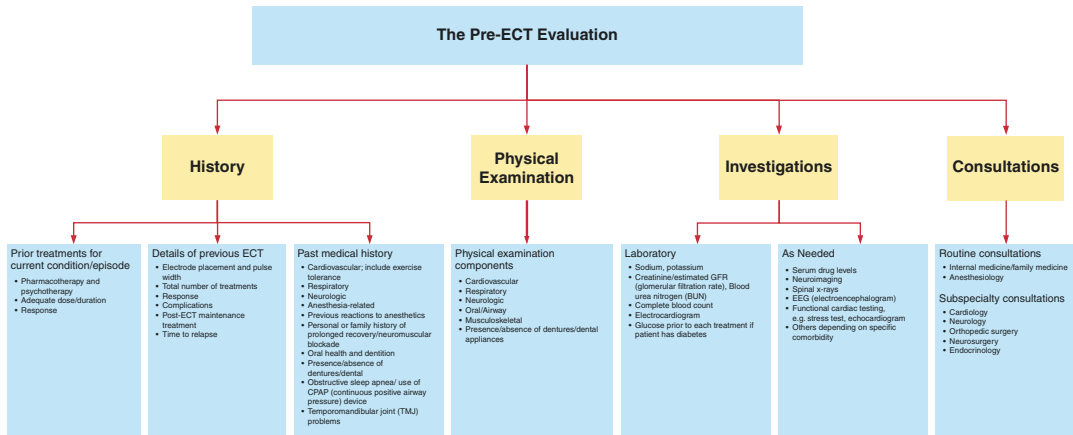 The Pre-ECT Evaluation
History
Physical
Examination
Investigations
Consultations
Prior treatments for
current condition/episode
• Pharmacotherapy and
psychotherapy
• Adequate dose/duration
• Response
Details of previous ECT
• Electrode placement and pulse
width
• Total number of treatments
• Response
• Complications
• Post-ECT maintenance
treatment
• Time to relapse
Past medical history
• Cardiovascular; include exercise
tolerance
• Respiratory
• Neurologic
• Anesthesia-related
• Previous reactions to anesthetics
• Personal or family history of
prolonged recovery/neuromuscular
blockade
• Oral health and dentition
• Presence/absence of
dentures/dental
• Obstructive sleep apnea/ use of
CPAP (continuous positive airway
pressure) device
• Temporomandibular joint (TMJ)
problems
Physical examination
components
• Cardiovascular
• Respiratory
• Neurologic
• Oral/Airway
• Musculoskeletal
• Presence/absence of dentures/dental
appliances
Laboratory
• Sodium, potassium
• Creatinine/estimated GFR
(glomerular filtration rate), Blood
urea nitrogen (BUN)
• Complete blood count
• Electrocardiogram
• Glucose prior to each treatment if
patient has diabetes
As Needed
• Serum drug levels
• Neuroimaging
• Spinal x-rays
• EEG (electroencephalogram)
• Functional cardiac testing,
e.g. stress test, echocardiogram
• Others depending on specific
comorbidity
Routine consultations
• Internal medicine/family medicine
• Anesthesiology
Subspecialty consultations
• Cardiology
• Neurology
• Orthopedic surgery
• Neurosurgery
• Endocrinology